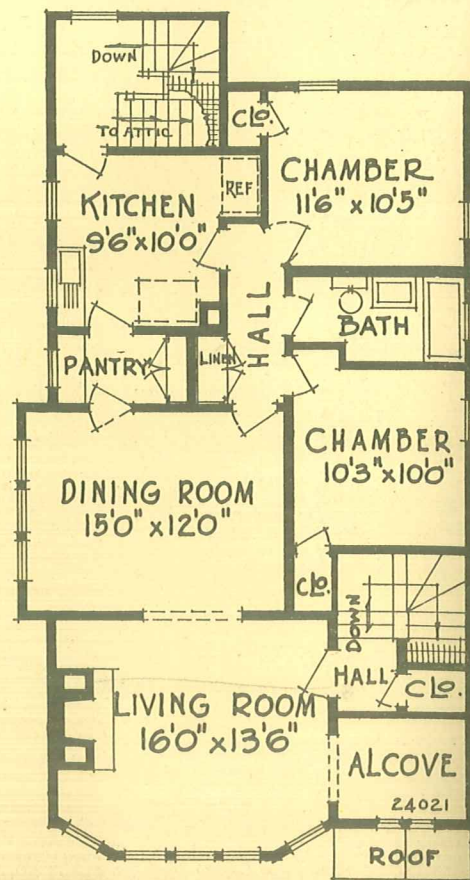 DOWN
TO ATTIC
CLO.
CHAMBER
11'6" x 10'5"
REF
KITCHEN
9'6"x10'0"
HALL
BATH
PANTRY
LINEN
CHAMBER
10'3"x10'0"
DINING ROOM
15'0"x12'0"
CLO.
DOWN
HALL
CLO.
LIVING ROOM
16'0"x13'6"
ALCOVE
24021
ROOF